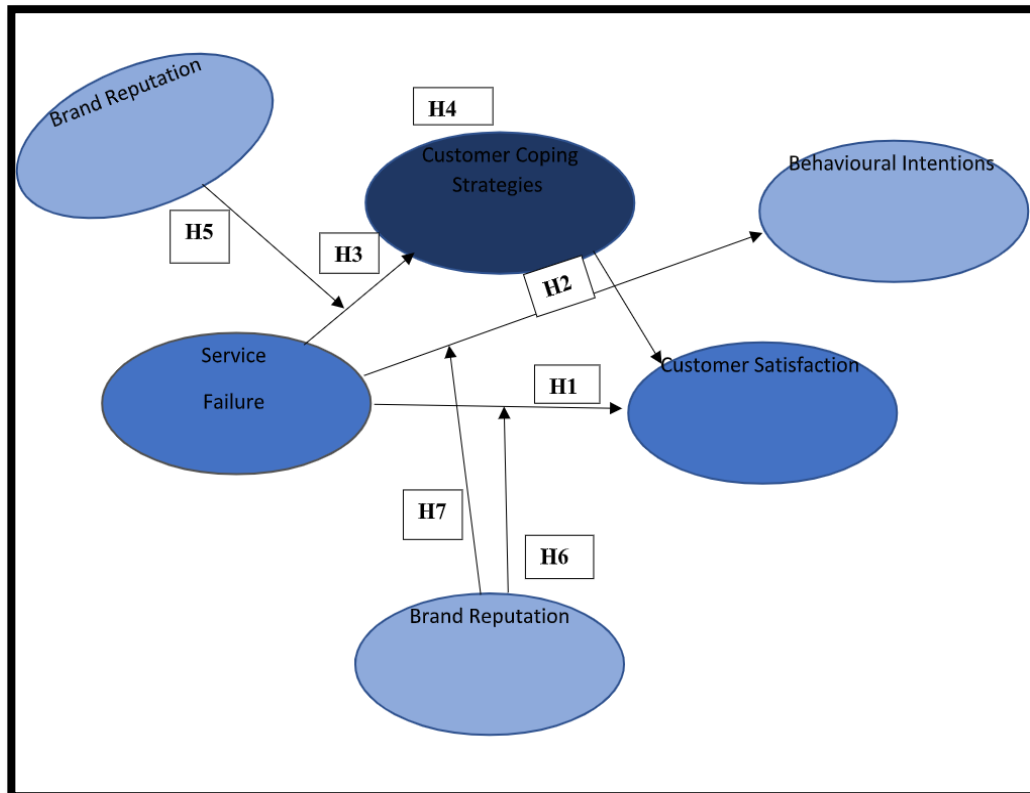 Brand Reputation
H4
Customer Coping
Strategies
Behavioural Intentions
H5
H3
H2
Service
Failure
H1
Customer Satisfaction
H7
H6
Brand Reputation